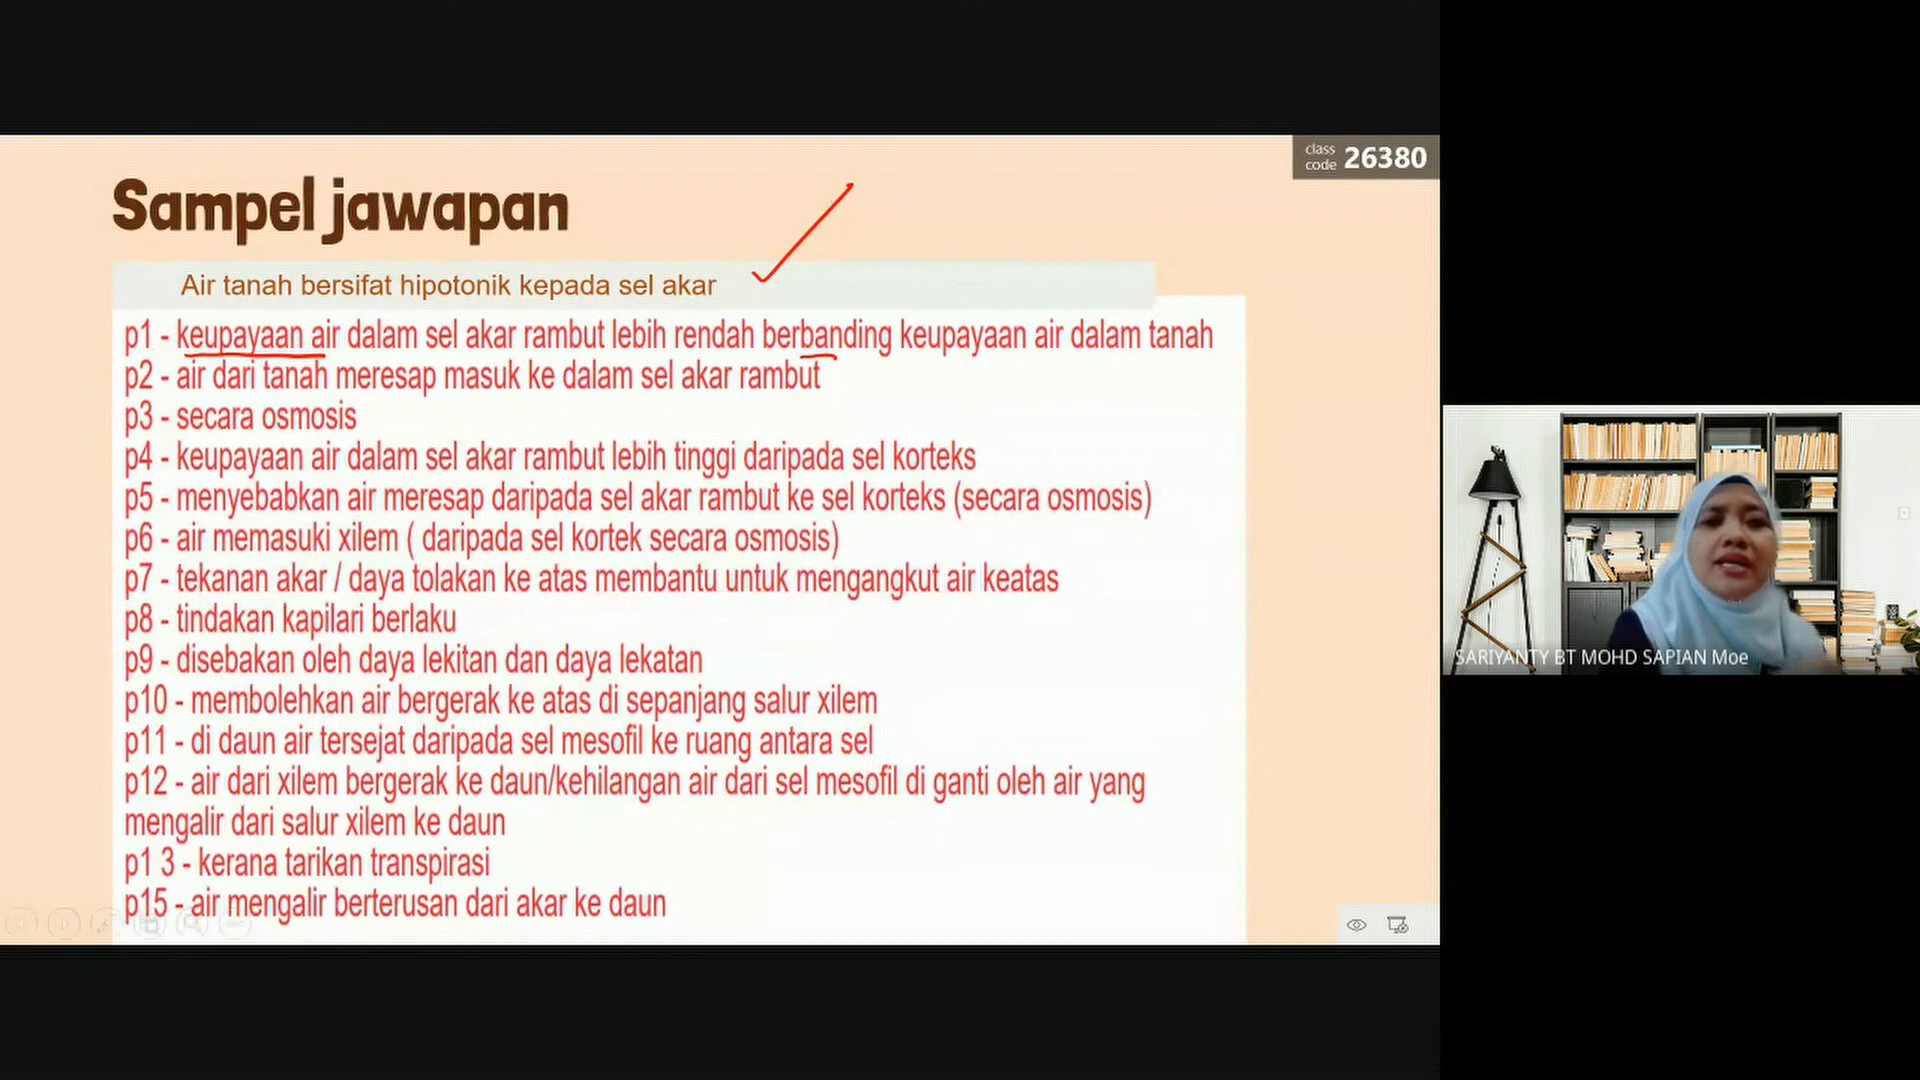 class code 26380
Sampel jawapan
Air tanah bersifat hipotonik kepada sel akar
p1 - keupayaan air dalam sel akar rambut lebih rendah berbanding keupayaan air dalam tanah
p2 - air dari tanah meresap masuk ke dalam sel akar rambut
p3 - secara osmosis
p4 - keupayaan air dalam sel akar rambut lebih tinggi daripada sel korteks
p5 - menyebabkan air meresap daripada sel akar rambut ke sel korteks (secara osmosis)
p6 - air memasuki xilem ( daripada sel kortek secara osmosis)
p7 - tekanan akar / daya tolakan ke atas membantu untuk mengangkut air keatas
p8 - tindakan kapilari berlaku
p9 - disebakan oleh daya lekitan dan daya lekatan
p10 - membolehkan air bergerak ke atas di sepanjang salur xilem
p11 - di daun air tersejat daripada sel mesofil ke ruang antara sel
p12 - air dari xilem bergerak ke daun/kehilangan air dari sel mesofil di ganti oleh air yang
mengalir dari salur xilem ke daun
p1 3 - kerana tarikan transpirasi
p15 - air mengalir berterusan dari akar ke daun
SARIYANTY BT MOHD SAPIAN Moe